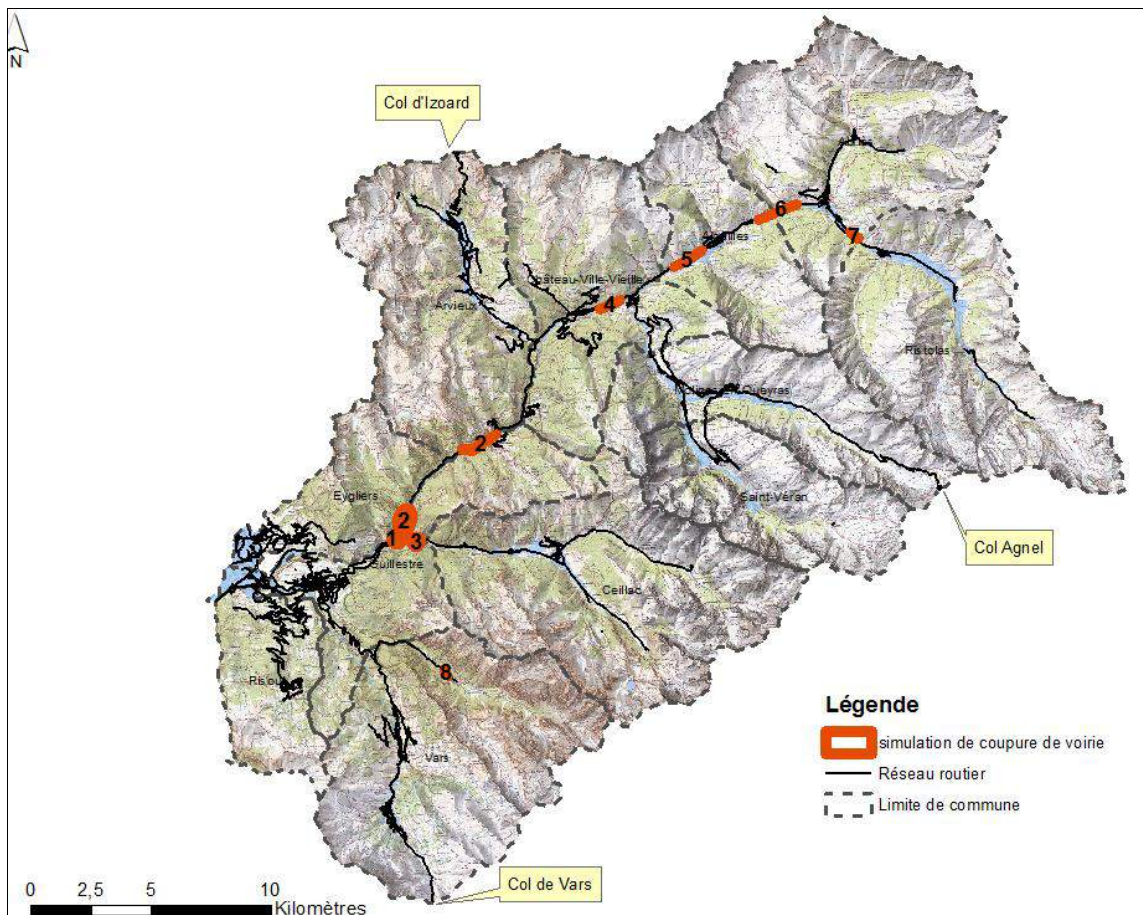 N
Col d'Izoard
6
7
5
Château-Ville-Vieille
4
Arvieux
Ristolas
2
Saint-Véran
Eygliers
2
1
3
Col Agnel
Guillestre
Ceillac
8
Vars
Légende
simulation de coupure de voirie
Réseau routier
Limite de commune
Col de Vars
0 2,5 5 10
Kilomètres